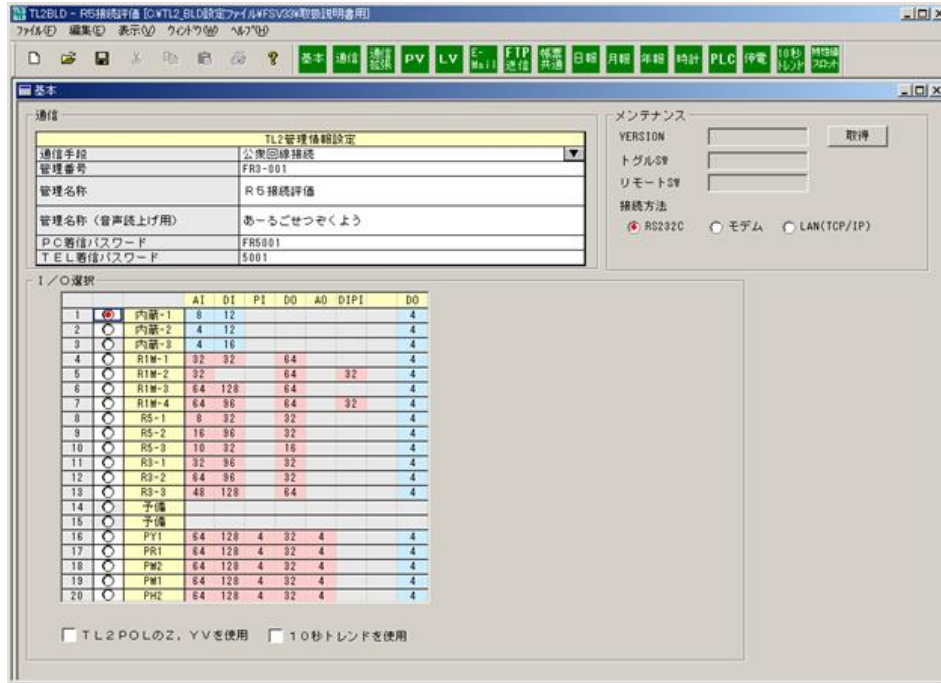 TL2BLD - R5接続評価 [C:¥TL2_BLD設定ファイル¥FSV33¥取扱説明書用]
ファイル(F) 編集(E) 表示(V) ウィンドウ(W) ヘルプ(H)
基本 通信 通信拡張 PV LV E-Mail FTP送信 帳票共通 日報 月報 年報 時計 PLC 停電 10秒トレンド 特殊値スロット
基本
通信
TL2管理情報設定
通信手段 公衆回線接続
管理番号 FR3-001
管理名称 R5接続評価
管理名称(音声読上げ用) あーるごせつぞくよう
PC着信パスワード FR5001
TEL着信パスワード 5001
メンテナンス
VERSION 取得
トグルSW
リモートSW
接続方法
RS232C モデム LAN(TCP/IP)
I/O選択
AI DI PI DO AO DIPI DO
1 内蔵-1 8 12 4
2 内蔵-2 4 12 4
3 内蔵-3 4 16 4
4 R1M-1 32 32 64 4
5 R1M-2 32 64 32 4
6 R1M-3 64 128 64 4
7 R1M-4 64 96 64 32 4
8 R5-1 8 32 32 4
9 R5-2 16 96 32 4
10 R5-3 10 32 16 4
11 R3-1 32 96 32 4
12 R3-2 64 96 32 4
13 R3-3 48 128 64 4
14 予備
15 予備
16 PY1 64 128 4 32 4 4
17 PR1 64 128 4 32 4 4
18 PM2 64 128 4 32 4 4
19 PM1 64 128 4 32 4 4
20 PH2 64 128 4 32 4 4
TL2POLのZ, YVを使用 10秒トレンドを使用